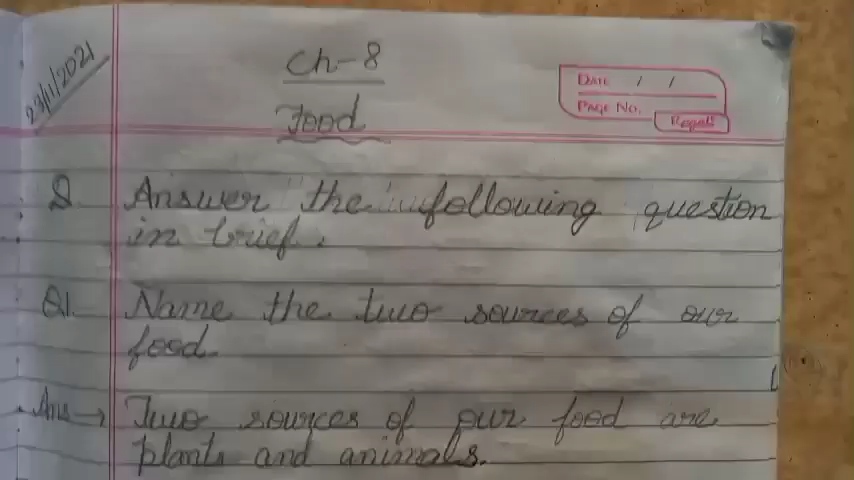 23/11/2021
Ch-8
Food
DATE / /
PAGE NO.
Q. Answer the following question
in brief.
Q1. Name the two sources of our
food.
Ans → Two sources of our food are
plants and animals.